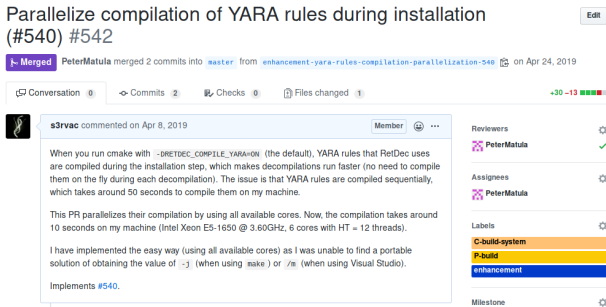 Parallelize compilation of YARA rules during installation
(#540) #542
Edit
Merged PeterMatula merged 2 commits into master from enhancement-yara-rules-compilation-parallelization-540 on Apr 24, 2019
Conversation 0 Commits 2 Checks 0 Files changed 1 +30 −13
s3rvac commented on Apr 8, 2019 Member
When you run cmake with -DRETDEC_COMPILE_YARA=ON (the default), YARA rules that RetDec uses
are compiled during the installation step, which makes decompilations run faster (no need to compile
them on the fly during each decompilation). The issue is that YARA rules are compiled sequentially,
which takes around 50 seconds to compile them on my machine.
This PR parallelizes their compilation by using all available cores. Now, the compilation takes around
10 seconds on my machine (Intel Xeon E5-1650 @ 3.60GHz, 6 cores with HT = 12 threads).
I have implemented the easy way (using all available cores) as I was unable to find a portable
solution of obtaining the value of -j (when using make ) or /m (when using Visual Studio).
Implements #540.
Reviewers
PeterMatula
Assignees
PeterMatula
Labels
C-build-system
P-build
enhancement
Milestone